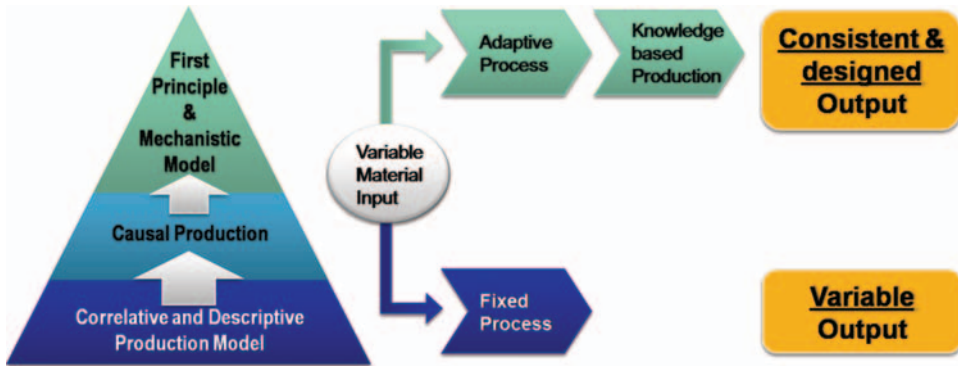 First
Principle
&
Mechanistic
Model
Causal Production
Correlative and Descriptive
Production Model
Variable
Material
Input
Adaptive
Process
Knowledge
based
Production
Consistent &
designed
Output
Fixed
Process
Variable
Output